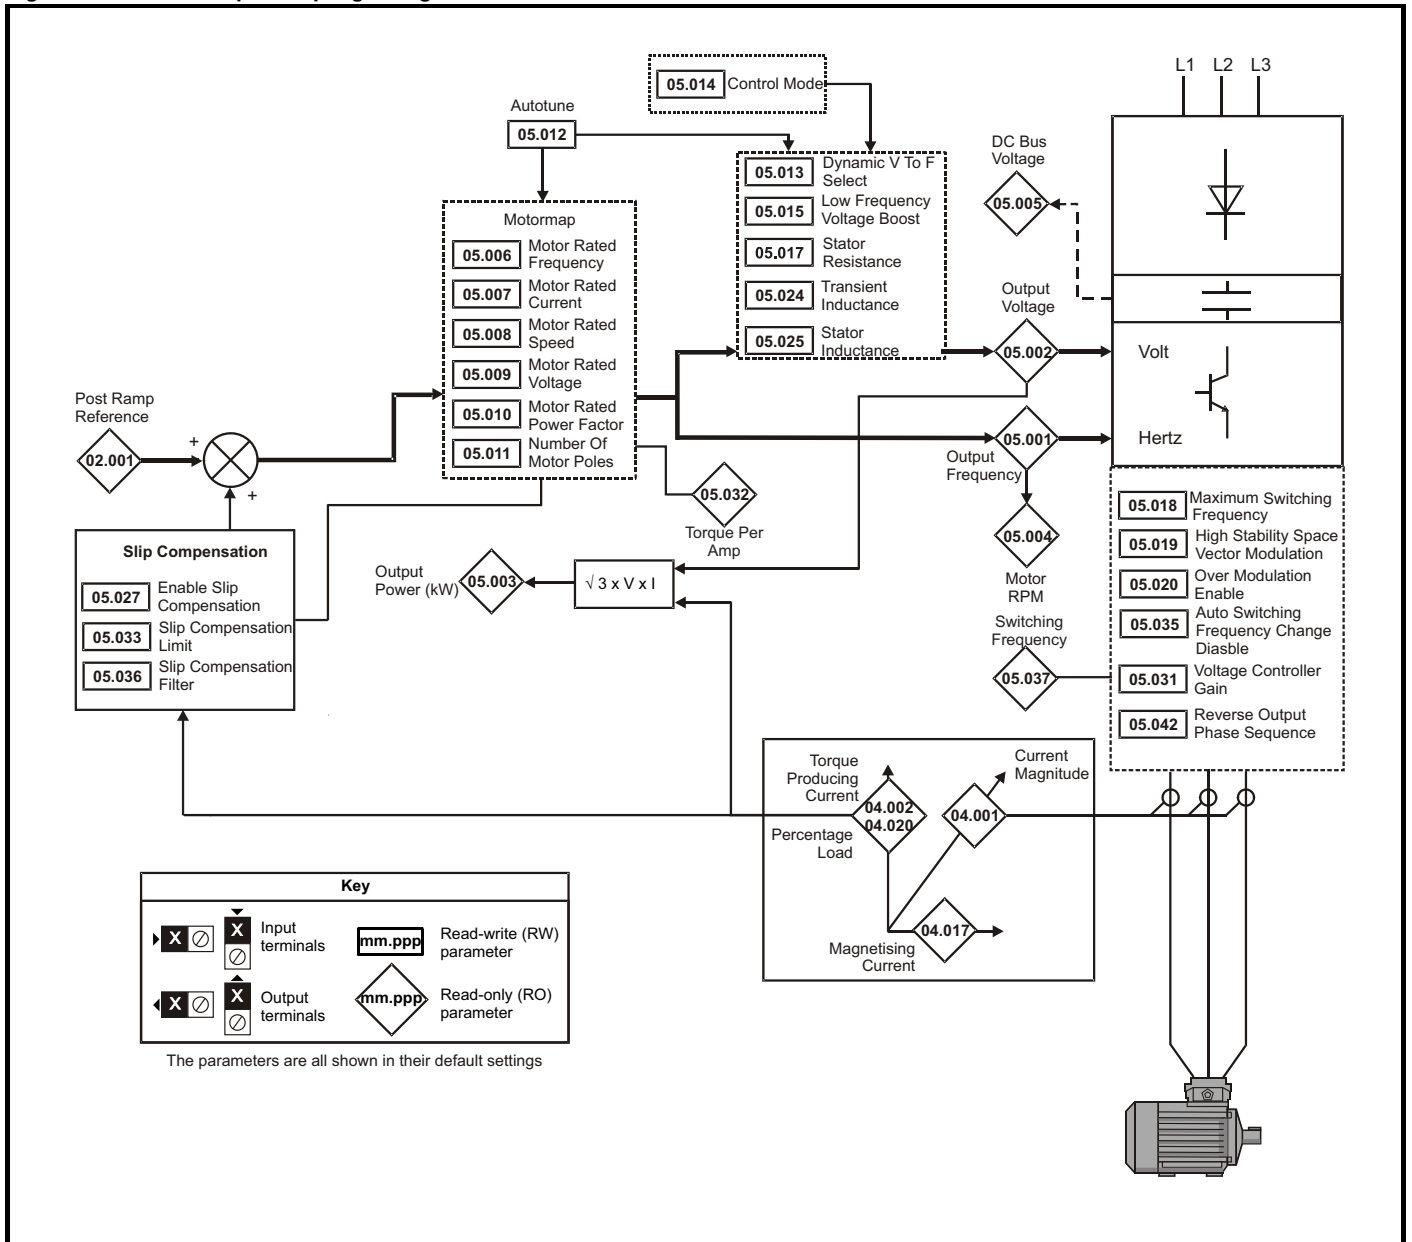 L1 L2 L3
05.014 Control Mode
Autotune
05.012
DC Bus
Voltage
05.005
05.013 Dynamic V To F
Select
05.015 Low Frequency
Voltage Boost
05.017 Stator
Resistance
05.024 Transient
Inductance
05.025 Stator
Inductance
Motormap
05.006 Motor Rated
Frequency
05.007 Motor Rated
Current
05.008 Motor Rated
Speed
05.009 Motor Rated
Voltage
05.010 Motor Rated
Power Factor
05.011 Number Of
Motor Poles
Output
Voltage
05.002
Volt
Hertz
Post Ramp
Reference
02.001
+
+
05.001
Output
Frequency
05.032
Torque Per
Amp
05.004
Motor
RPM
Slip Compensation
05.027 Enable Slip
Compensation
05.033 Slip Compensation
Limit
05.036 Slip Compensation
Filter
Output
Power (kW)
05.003
√ 3 x V x I
Switching
Frequency
05.037
05.018 Maximum Switching
Frequency
05.019 High Stability Space
Vector Modulation
05.020 Over Modulation
Enable
05.035 Auto Switching
Frequency Change
Diasble
05.031 Voltage Controller
Gain
05.042 Reverse Output
Phase Sequence
Torque
Producing
Current
04.002
04.020
Percentage
Load
Current
Magnitude
04.001
04.017
Magnetising
Current
Key
X X Input
terminals
mm.ppp Read-write (RW)
parameter
X X Output
terminals
mm.ppp Read-only (RO)
parameter
The parameters are all shown in their default settings